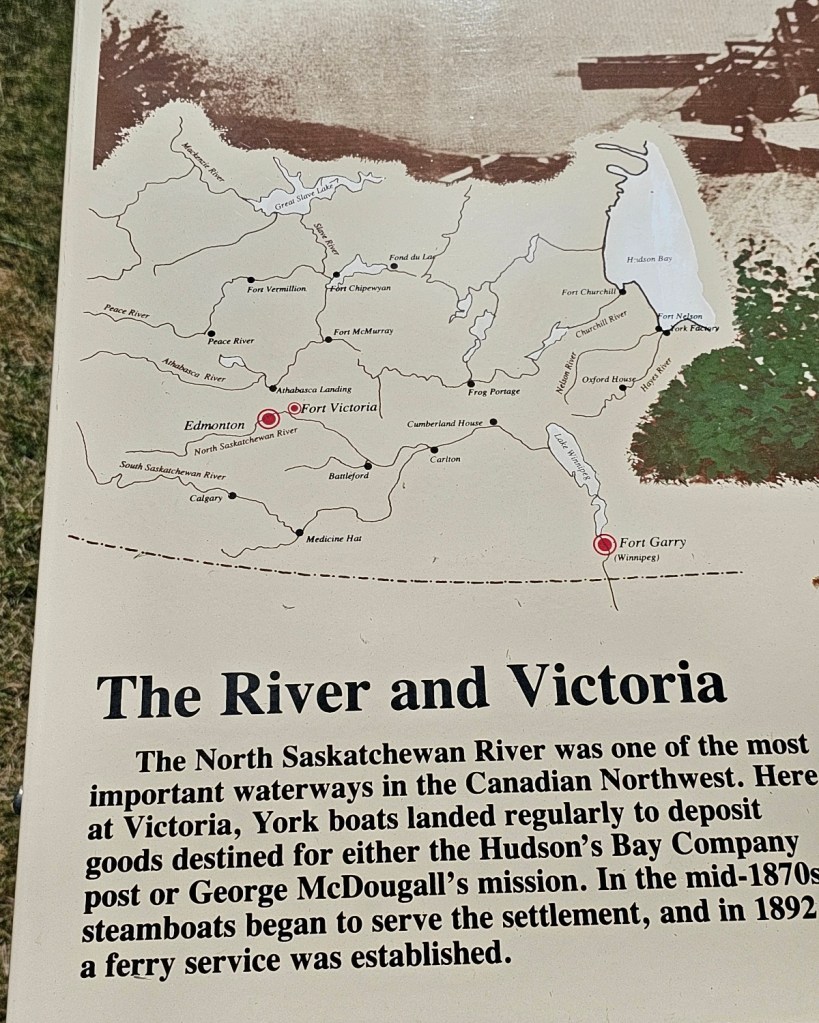 Mackenzie River
Great Slave Lake
Slave River
Fond du Lac
Hudson Bay
Fort Vermillion
Fort Chipewyan
Fort Churchill
Peace River
Fort Nelson
Churchill River
York Factory
Peace River
Fort McMurray
Athabasca River
Nelson River
Oxford House
Hayes River
Athabasca Landing
Frog Portage
Fort Victoria
Edmonton
Cumberland House
North Saskatchewan River
Lake Winnipeg
South Saskatchewan River
Battleford
Carlton
Calgary
Medicine Hat
Fort Garry
(Winnipeg)
The River and Victoria
The North Saskatchewan River was one of the most
important waterways in the Canadian Northwest. Here
at Victoria, York boats landed regularly to deposit
goods destined for either the Hudson's Bay Company
post or George McDougall's mission. In the mid-1870s
steamboats began to serve the settlement, and in 1892
a ferry service was established.